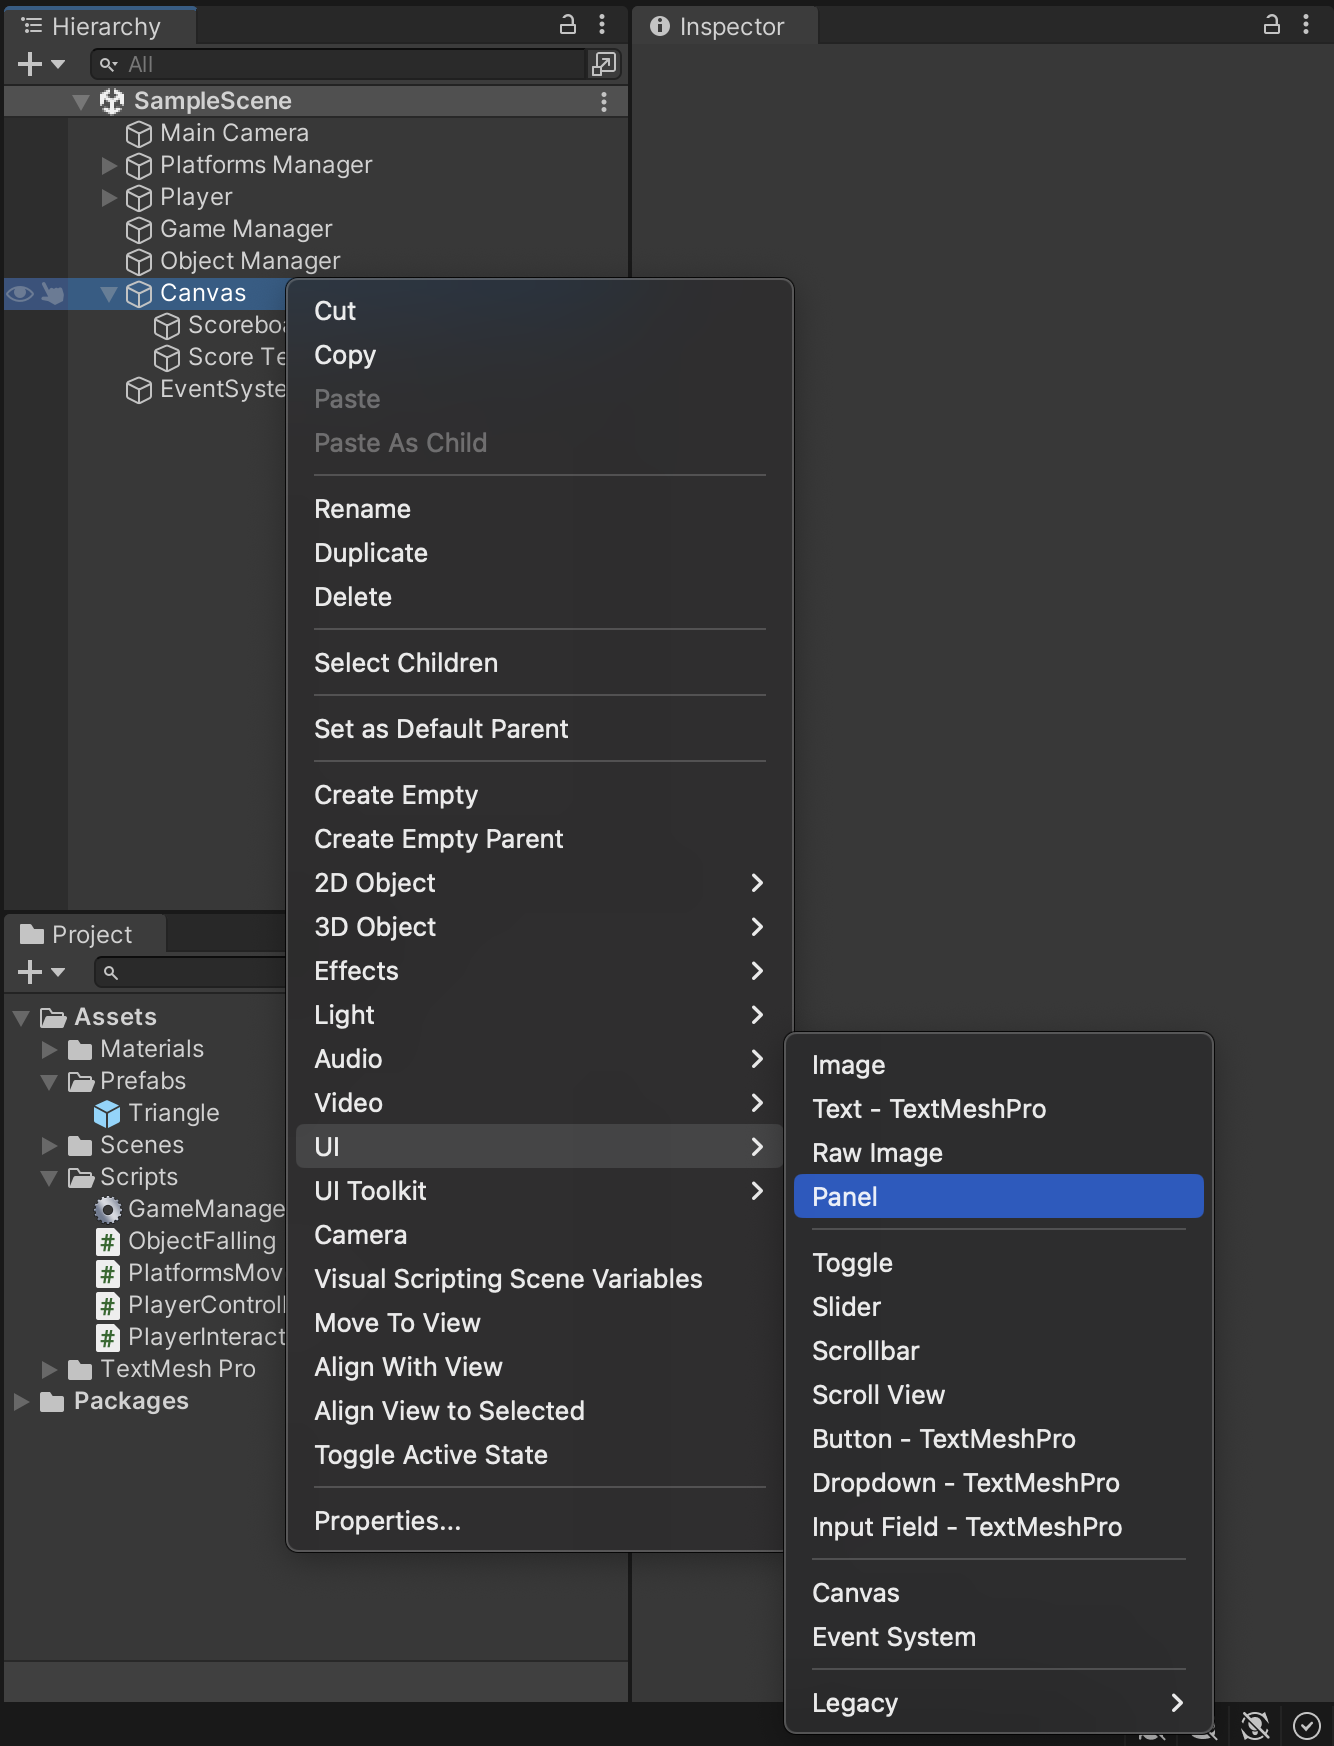 Hierarchy
All
SampleScene
Main Camera
Platforms Manager
Player
Game Manager
Object Manager
Canvas
Scoreboa
Score Te
EventSyste
Inspector
Cut
Copy
Paste
Paste As Child
Rename
Duplicate
Delete
Select Children
Set as Default Parent
Create Empty
Create Empty Parent
2D Object
3D Object
Effects
Light
Audio
Video
UI
UI Toolkit
Camera
Visual Scripting Scene Variables
Move To View
Align With View
Align View to Selected
Toggle Active State
Properties...
Image
Text - TextMeshPro
Raw Image
Panel
Toggle
Slider
Scrollbar
Scroll View
Button - TextMeshPro
Dropdown - TextMeshPro
Input Field - TextMeshPro
Canvas
Event System
Legacy
Project
Assets
Materials
Prefabs
Triangle
Scenes
Scripts
GameManage
ObjectFalling
PlatformsMov
PlayerControll
PlayerInteract
TextMesh Pro
Packages